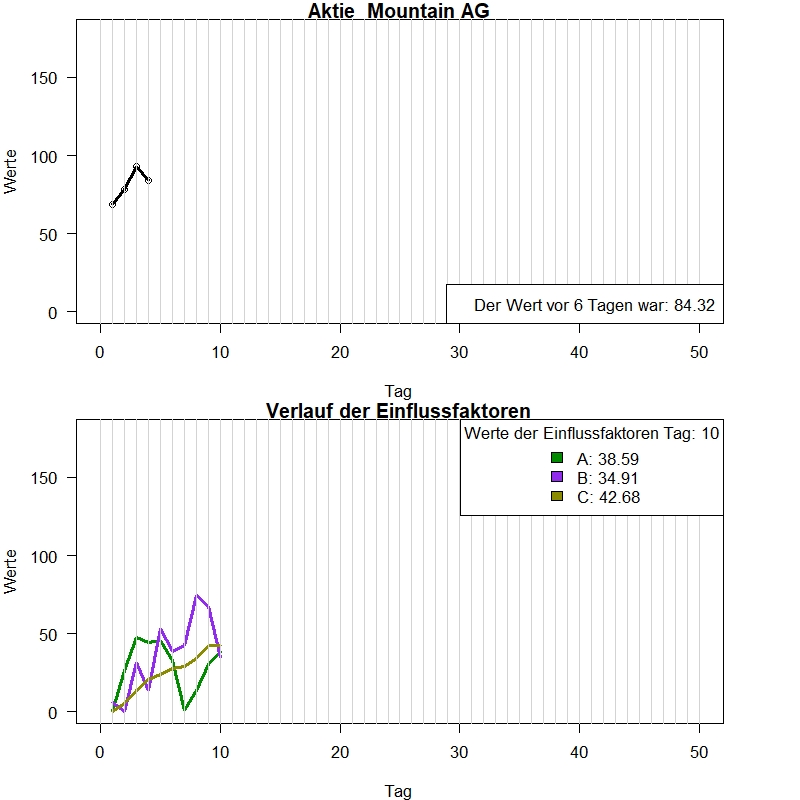 Aktie  Mountain AG
Werte
150
100
50
0
Der Wert vor 6 Tagen war: 84.32
0 10 20 30 40 50
Tag
Verlauf der Einflussfaktoren
Werte
150
100
50
0
Werte der Einflussfaktoren Tag: 10
A: 38.59
B: 34.91
C: 42.68
0 10 20 30 40 50
Tag